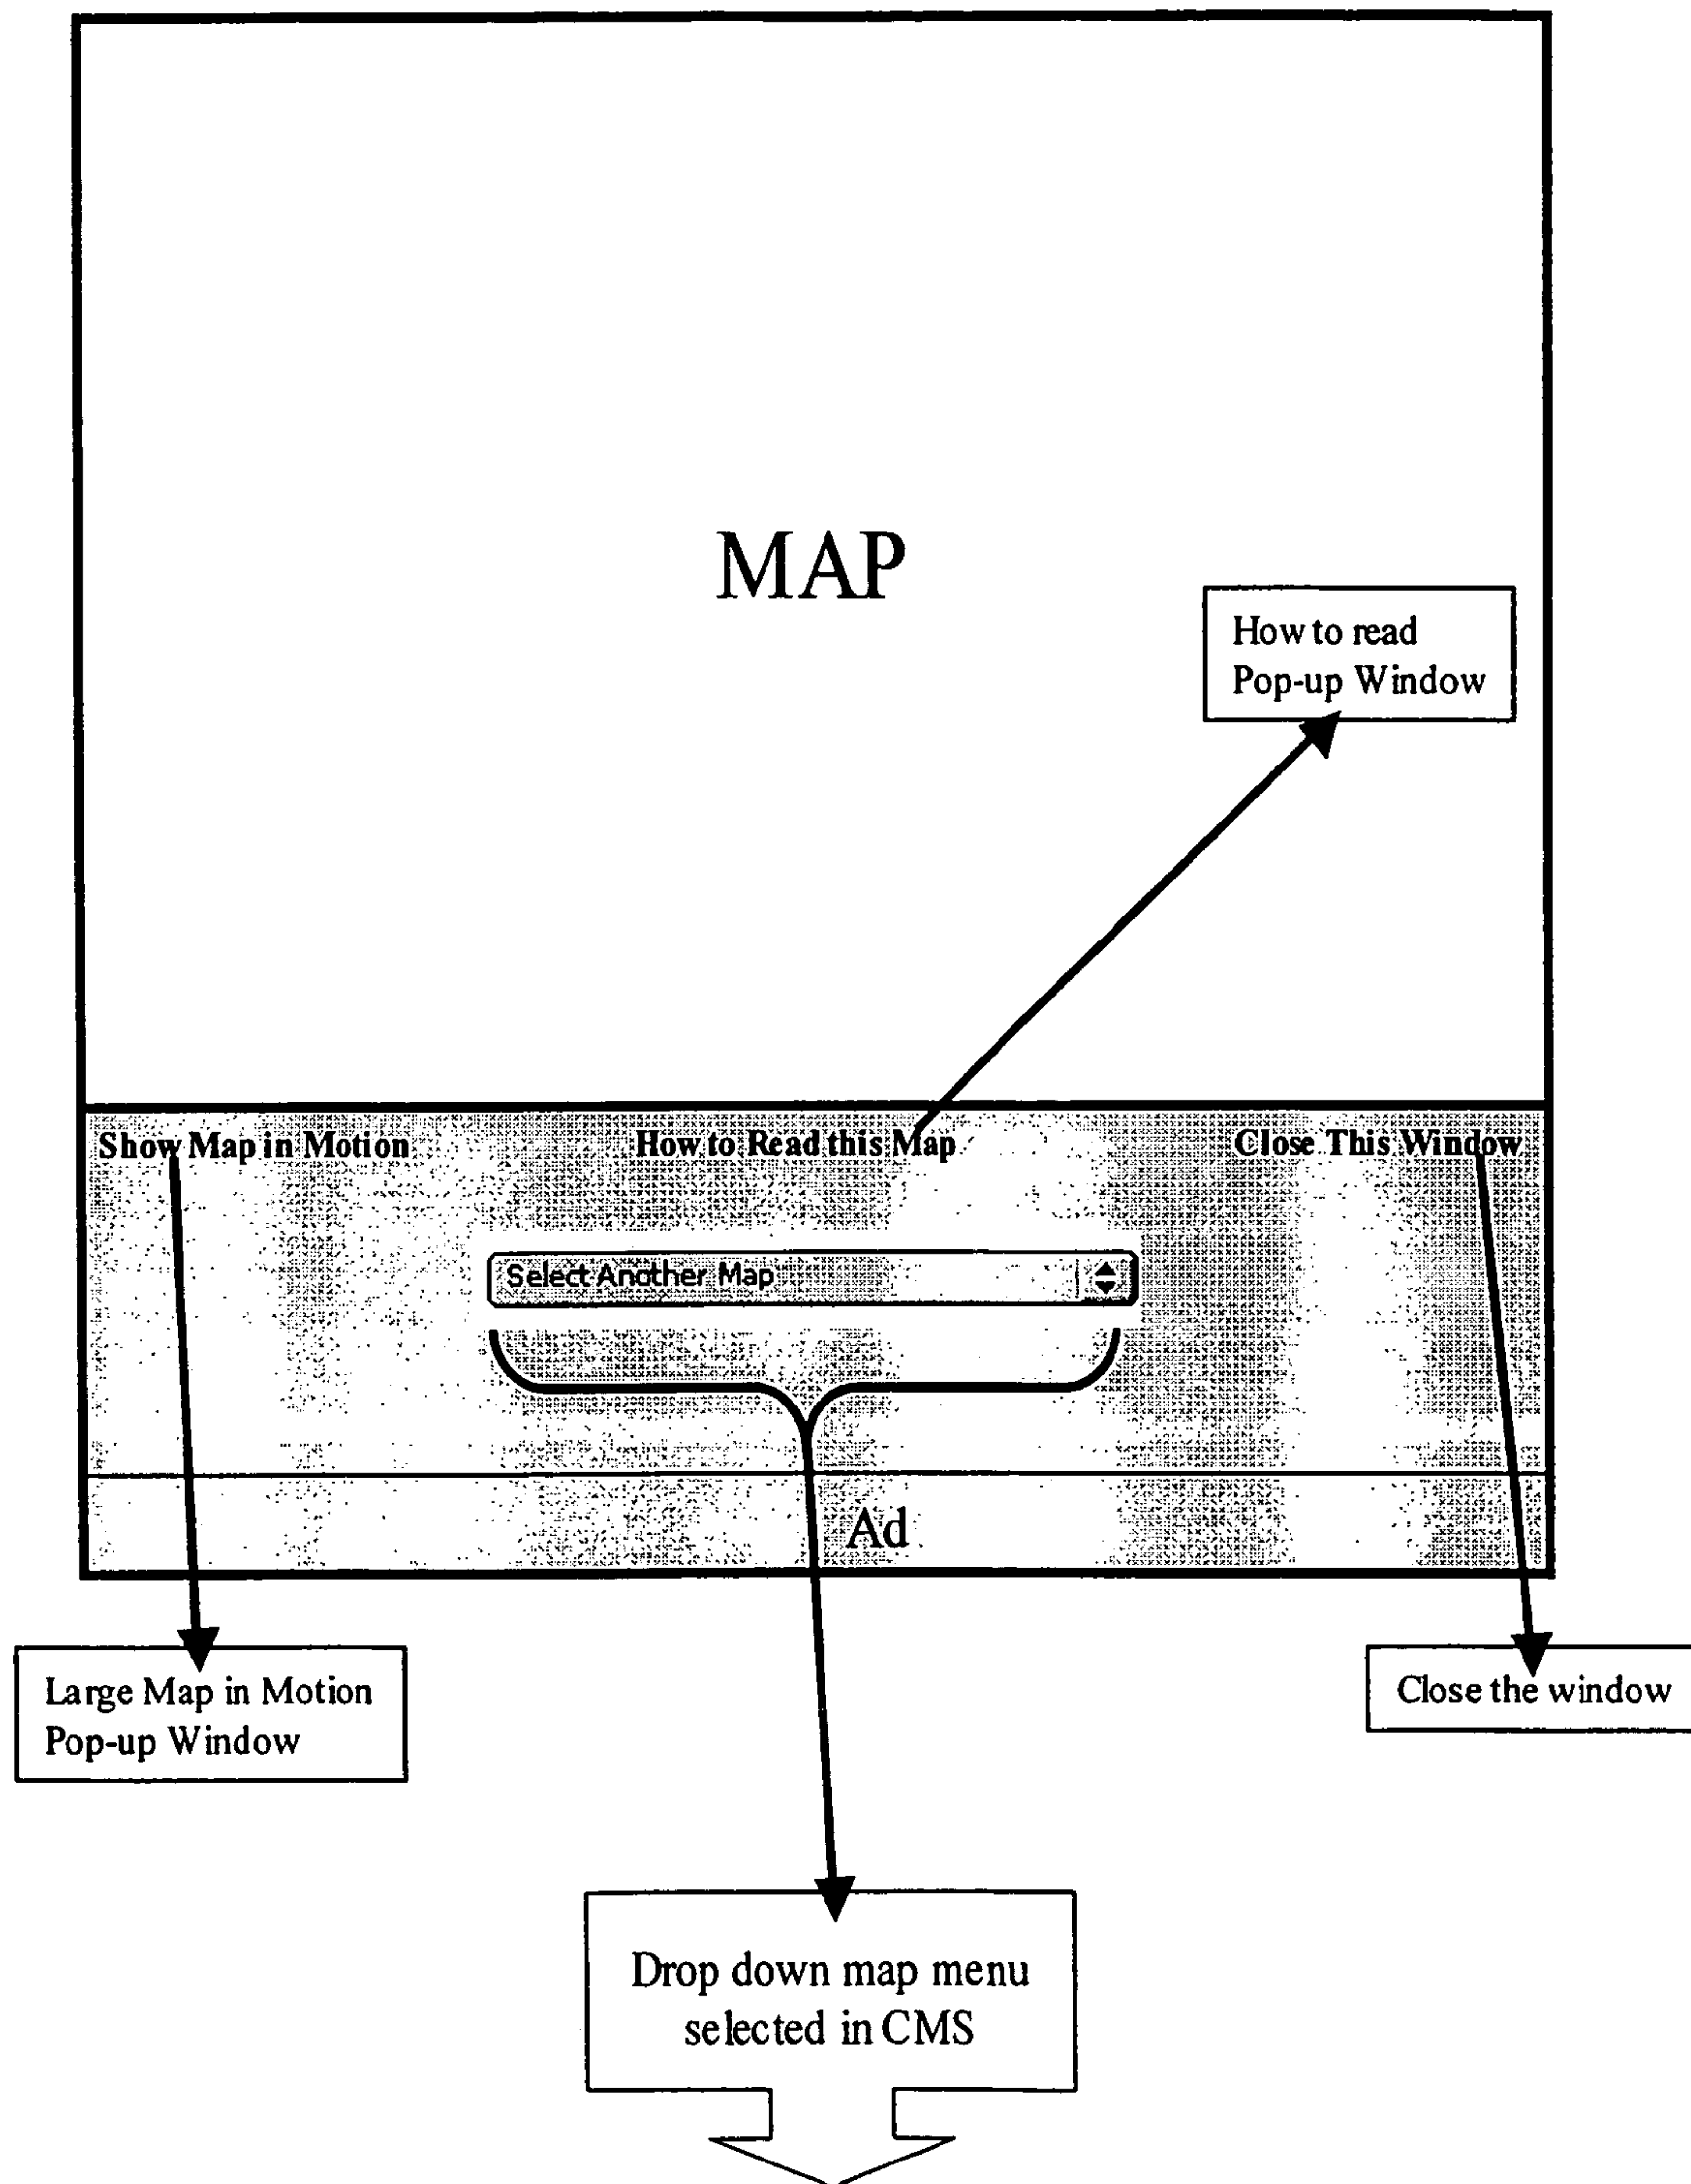 MAP
How to read
Pop-up Window
Show Map in Motion
How to Read this Map
Close This Window
Select Another Map
Ad
Large Map in Motion
Pop-up Window
Close the window
Drop down map menu
selected in CMS